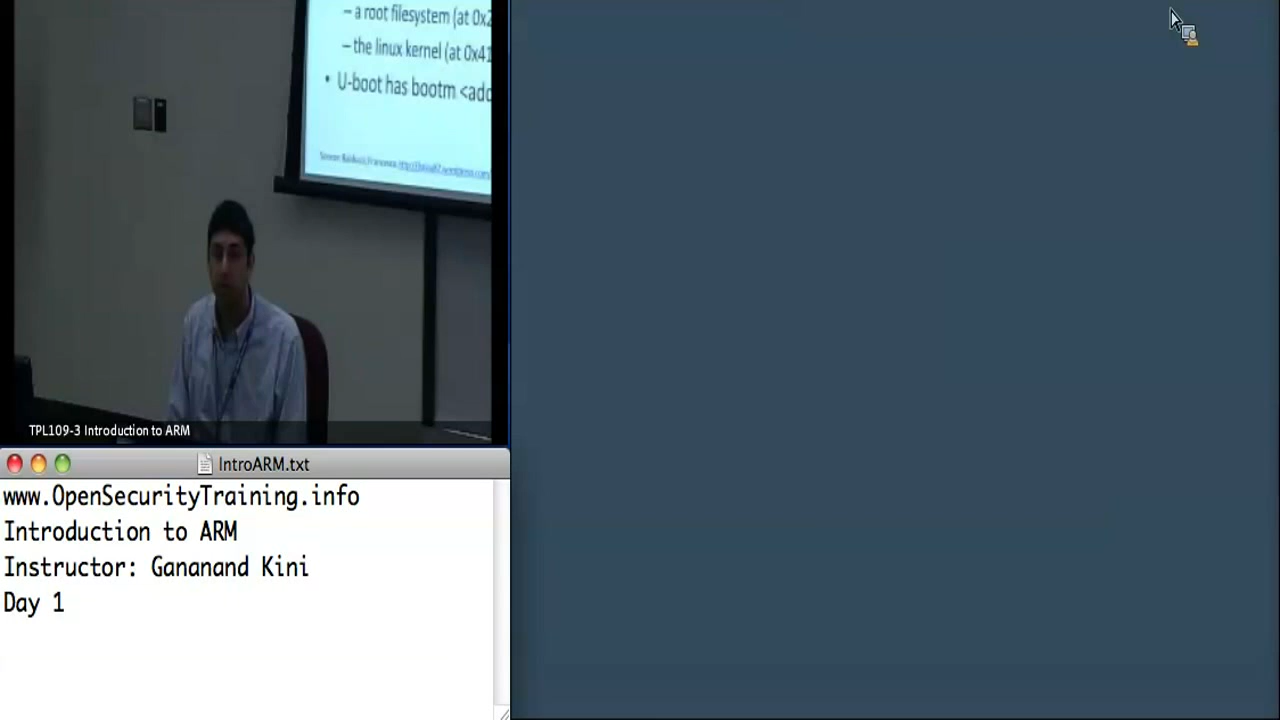 – a root filesystem (at 0x2
– the linux kernel (at 0x41
• U-boot has bootm <add
TPL109-3 Introduction to ARM
IntroARM.txt
www.OpenSecurityTraining.info
Introduction to ARM
Instructor: Gananand Kini
Day 1